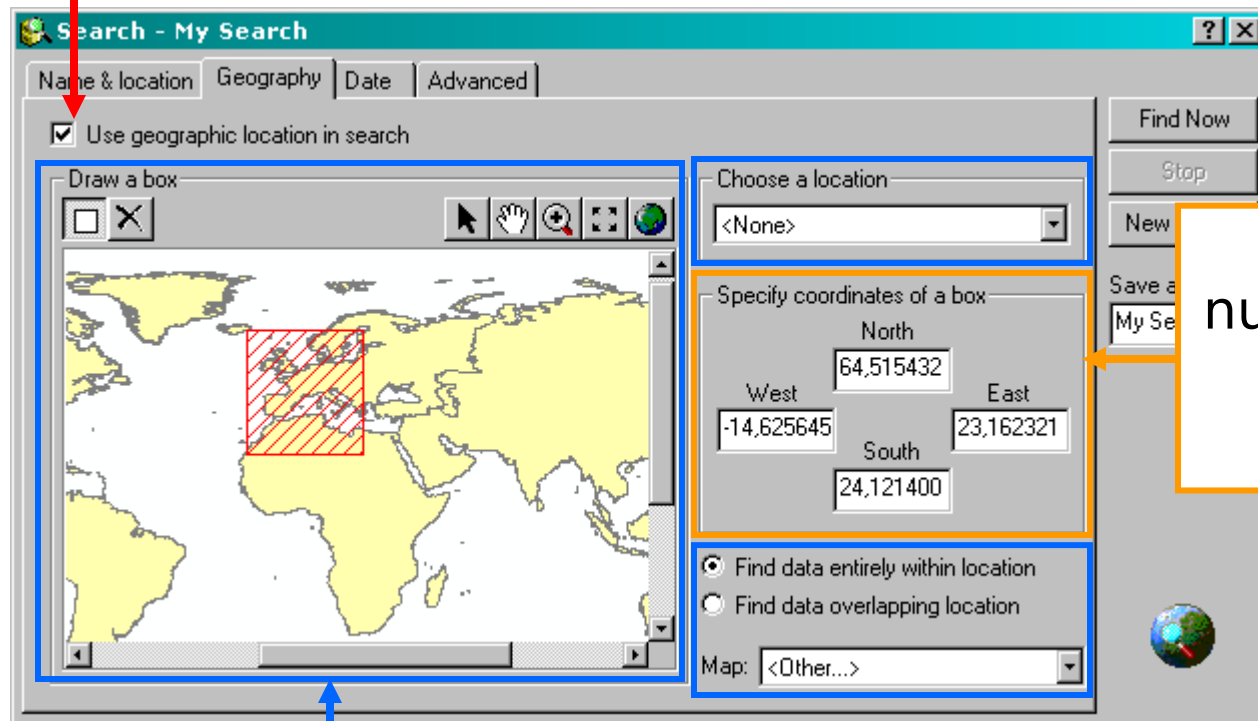 Search - My Search
Name & location Geography Date Advanced
Use geographic location in search
Find Now
Stop
New
Save a
My Se
nu
Draw a box
Choose a location
<None>
Specify coordinates of a box
North
64,515432
West East
-14,625645 23,162321
South
24,121400
Find data entirely within location
Find data overlapping location
Map: <Other...>